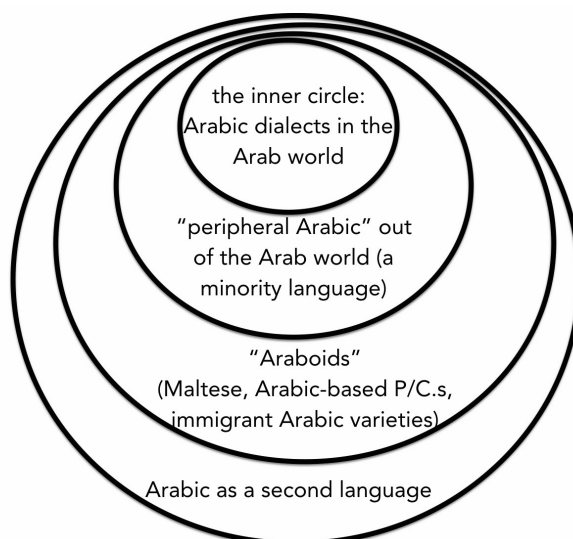 the inner circle:
Arabic dialects in the
Arab world
“peripheral Arabic” out
of the Arab world (a
minority language)
“Araboids”
(Maltese, Arabic-based P/C.s,
immigrant Arabic varieties)
Arabic as a second language